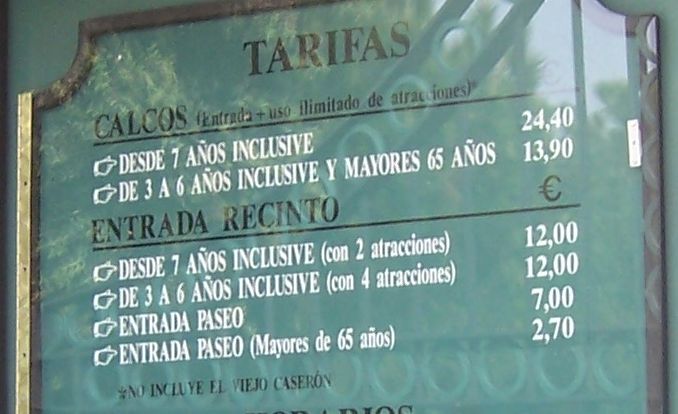 TARIFAS
CALCOS (Entrada + uso ilimitado de atracciones)*
DESDE 7 AÑOS INCLUSIVE 24,40
DE 3 A 6 AÑOS INCLUSIVE Y MAYORES 65 AÑOS 13,90
ENTRADA RECINTO €
DESDE 7 AÑOS INCLUSIVE (con 2 atracciones) 12,00
DE 3 A 6 AÑOS INCLUSIVE (con 4 atracciones) 12,00
ENTRADA PASEO 7,00
ENTRADA PASEO (Mayores de 65 años) 2,70
*NO INCLUYE EL VIEJO CASERÓN
HORARIOS